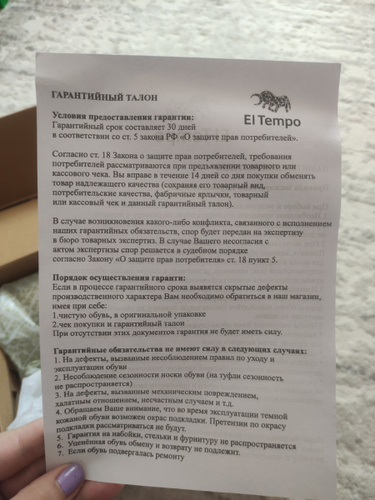 El Tempo
ГАРАНТИЙНЫЙ ТАЛОН
Условия предоставления гарантии:
Гарантийный срок составляет 30 дней
в соответствии со ст. 5 закона РФ «О защите прав потребителей».
Согласно ст. 18 Закона о защите прав потребителей, требования
потребителей рассматриваются при предъявлении товарного или
кассового чека. Вы вправе в течение 14 дней со дня покупки обменять
товар надлежащего качества (сохраняя его товарный вид,
потребительские качества, фабричные ярлычки, товарный
или кассовый чек и данный гарантийный талон).
В случае возникновения какого-либо конфликта, связанного с исполнением
наших гарантийных обязательств, спор будет передан на экспертизу
в бюро товарных экспертиз. В случае Вашего несогласия с
актом экспертизы спор решается в судебном порядке
согласно Закону «О защите прав потребителей» ст. 18 пункт 5.
Порядок осуществления гарантии:
Если в процессе гарантийного срока выявятся скрытые дефекты
производственного характера Вам необходимо обратиться в наш магазин,
имея при себе:
1.чистую обувь, в оригинальной упаковке
2.чек покупки и гарантийный талон
При отсутствии этих документов гарантия не будет иметь силу.
Гарантийные обязательства не имеют силу в следующих случаях:
1. На дефекты, вызванные несоблюдением правил по уходу и
эксплуатации обуви
2. Несоблюдение сезонности носки обуви (на туфли сезонность
не распространяется)
3. На дефекты, вызванные механическим повреждением,
халатным отношением, несчастным случаем и т.д.
4. Обращаем Ваше внимание, что во время эксплуатации темной
кожаной обуви возможен окрас подкладки. Претензии по окрасу
подкладки рассматриваться не будут.
5. Гарантия на набойки, стельки и фурнитуру не распространяется
6. Уценённая обувь обмену и возврату не подлежит.
7. Если обувь подвергалась ремонту